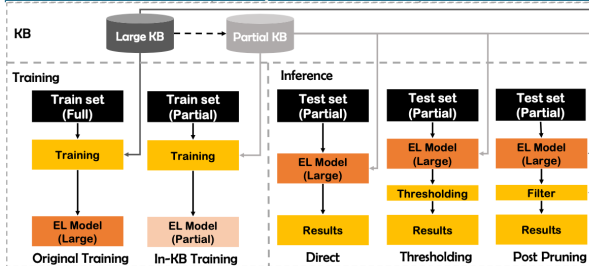 KB
Large KB
Partial KB
Training
Inference
Train set
(Full)
Train set
(Partial)
Test set
(Partial)
Test set
(Partial)
Test set
(Partial)
Training
Training
EL Model
(Large)
EL Model
(Large)
EL Model
(Large)
Thresholding
Filter
EL Model
(Large)
EL Model
(Partial)
Results
Results
Results
Original Training
In-KB Training
Direct
Thresholding
Post Pruning